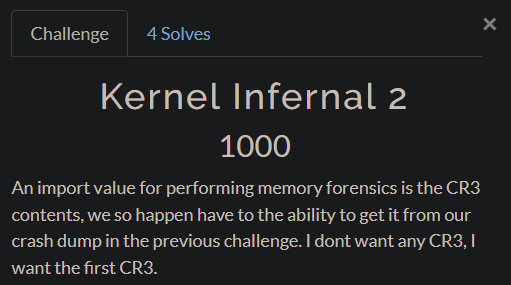 Challenge
4 Solves
×
Kernel Infernal 2
1000
An import value for performing memory forensics is the CR3
contents, we so happen have to the ability to get it from our
crash dump in the previous challenge. I dont want any CR3, I
want the first CR3.